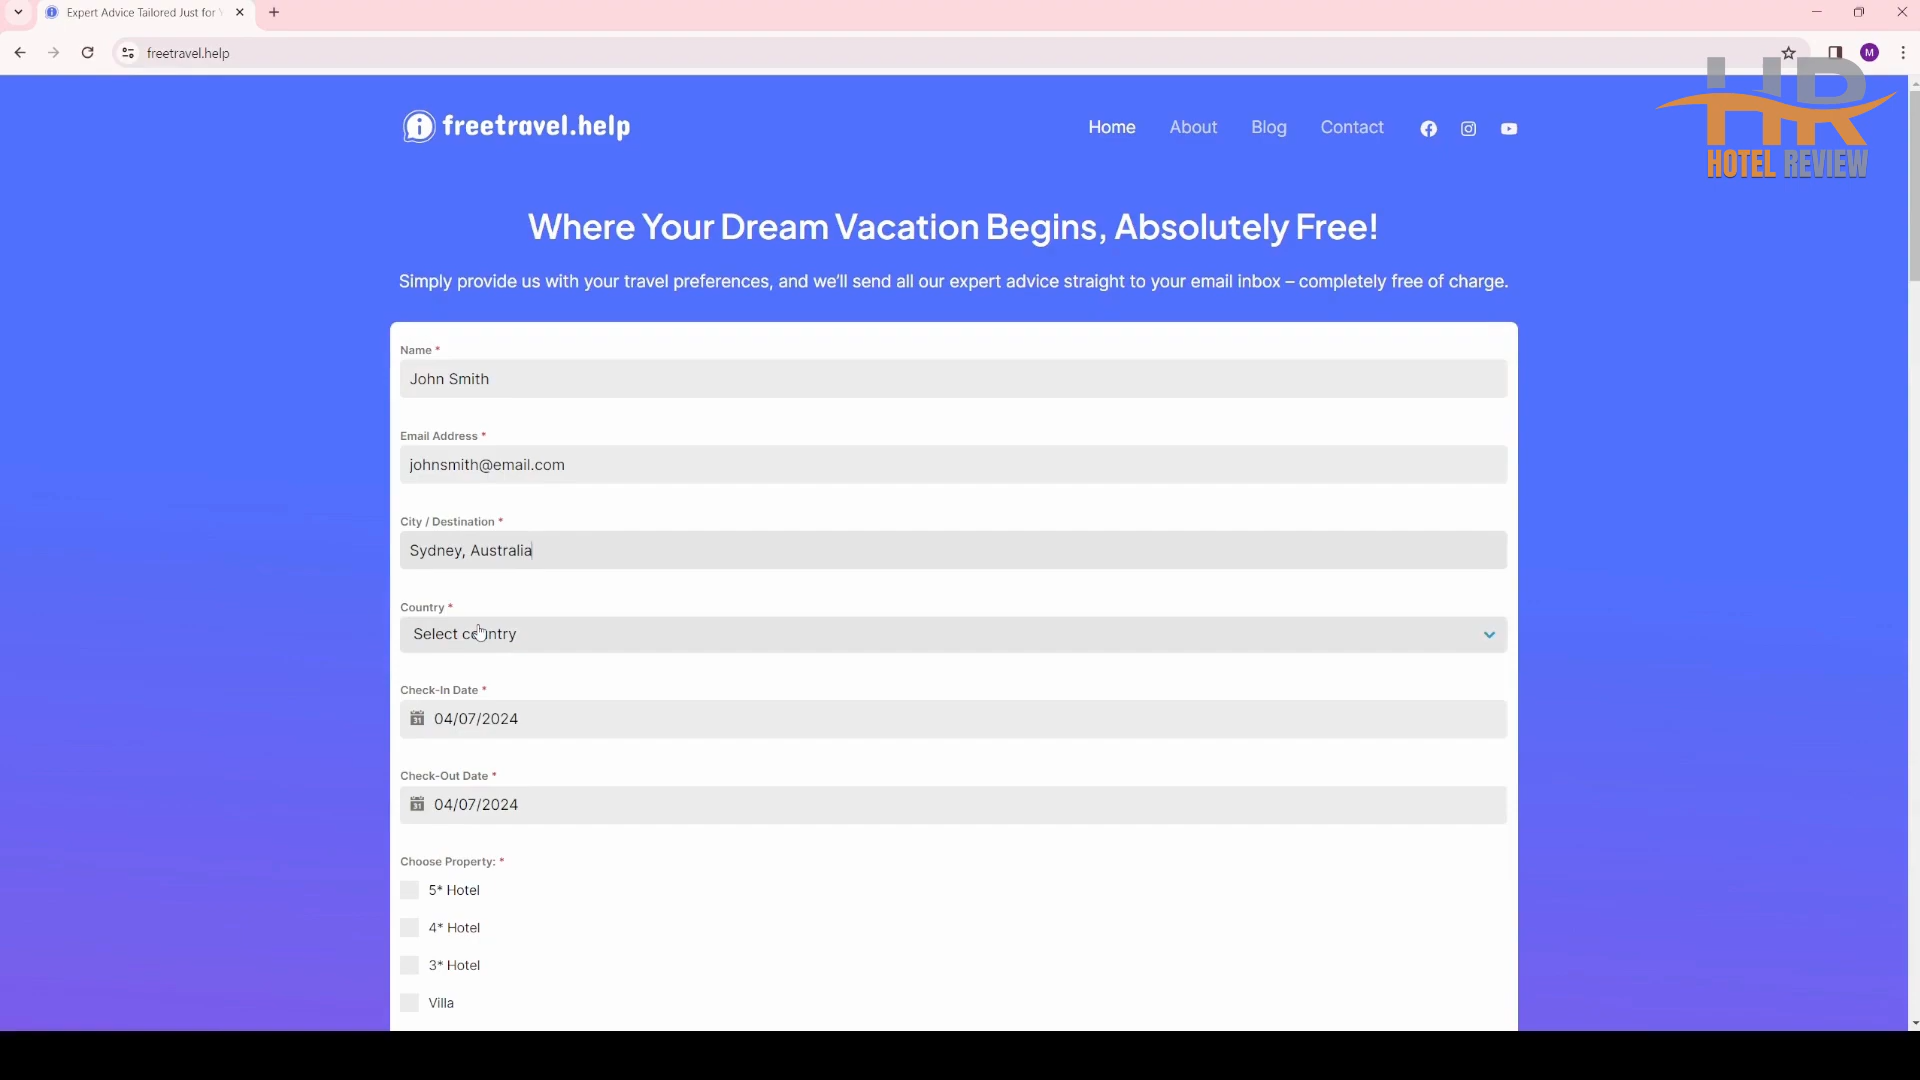 Expert Advice Tailored Just for
freetravel.help
M
HR
HOTEL REVIEW
freetravel.help
Home
About
Blog
Contact
Where Your Dream Vacation Begins, Absolutely Free!
Simply provide us with your travel preferences, and we'll send all our expert advice straight to your email inbox – completely free of charge.
Name *
John Smith
Email Address *
johnsmith@email.com
City / Destination *
Sydney, Australia
Country *
Select country
Check-In Date *
31 04/07/2024
Check-Out Date *
31 04/07/2024
Choose Property: *
5* Hotel
4* Hotel
3* Hotel
Villa